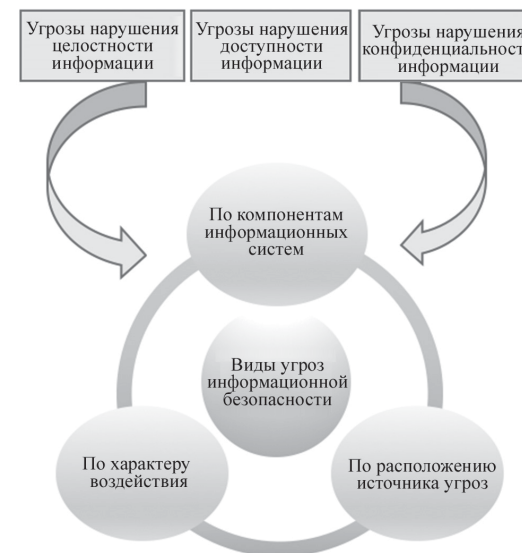 Угрозы нарушения
целостности
информации
Угрозы нарушения
доступности
информации
Угрозы нарушения
конфиденциальност
информации
По компонентам
информационных
систем
Виды угроз
информационной
безопасности
По характеру
воздействия
По расположению
источника угроз